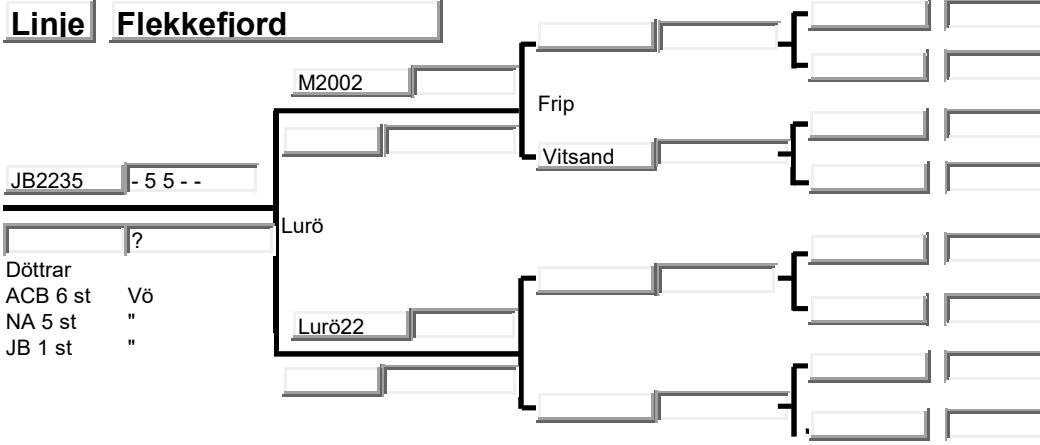 Linje Flekkefjord
M2002
Frip
Vitsand
JB2235 - 5 5 - -
Lurö
?
Döttrar
ACB 6 st Vö
NA 5 st "
JB 1 st "
Lurö22